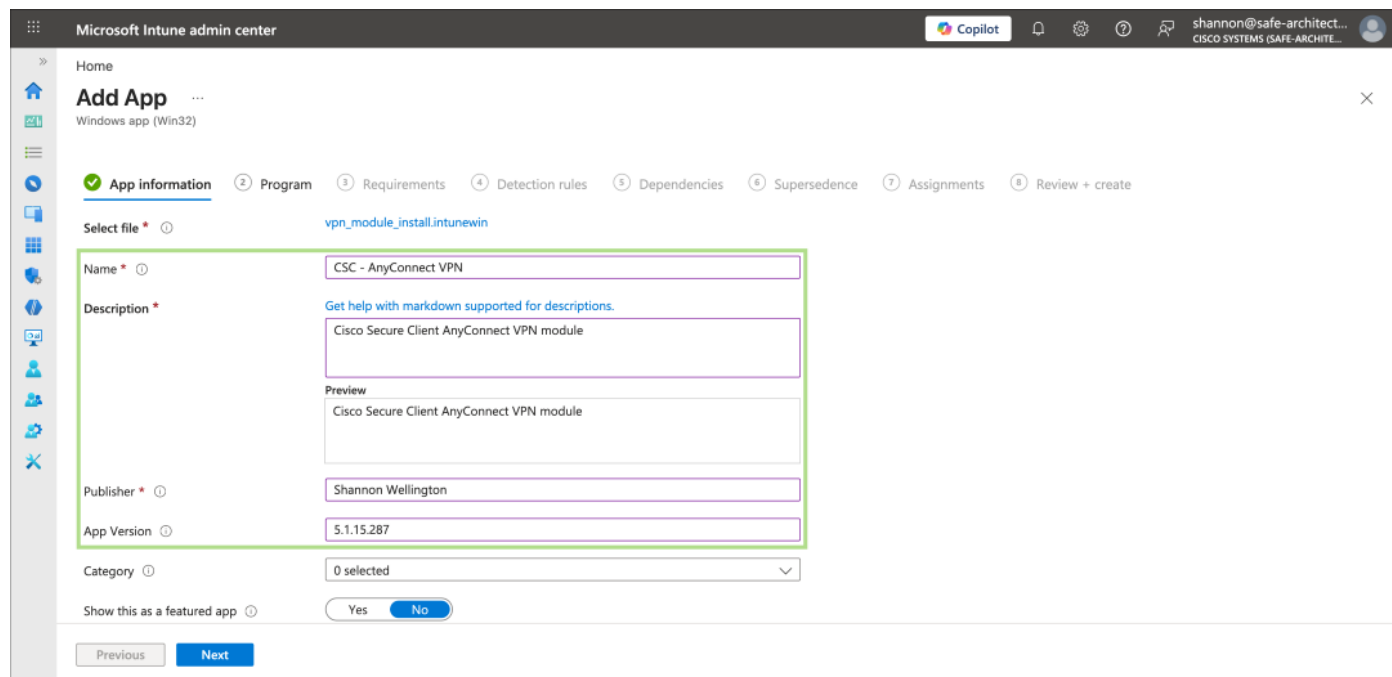 Microsoft Intune admin center
Copilot
shannon@safe-architect...
CISCO SYSTEMS (SAFE-ARCHITE...
Home
Add App ...
Windows app (Win32)
App information
2 Program
3 Requirements
4 Detection rules
5 Dependencies
6 Supersedence
7 Assignments
8 Review + create
Select file *
vpn_module_install.intunewin
Name *
CSC - AnyConnect VPN
Description *
Get help with markdown supported for descriptions.
Cisco Secure Client AnyConnect VPN module
Preview
Cisco Secure Client AnyConnect VPN module
Publisher *
Shannon Wellington
App Version
5.1.15.287
Category
0 selected
Show this as a featured app
Yes No
Previous
Next